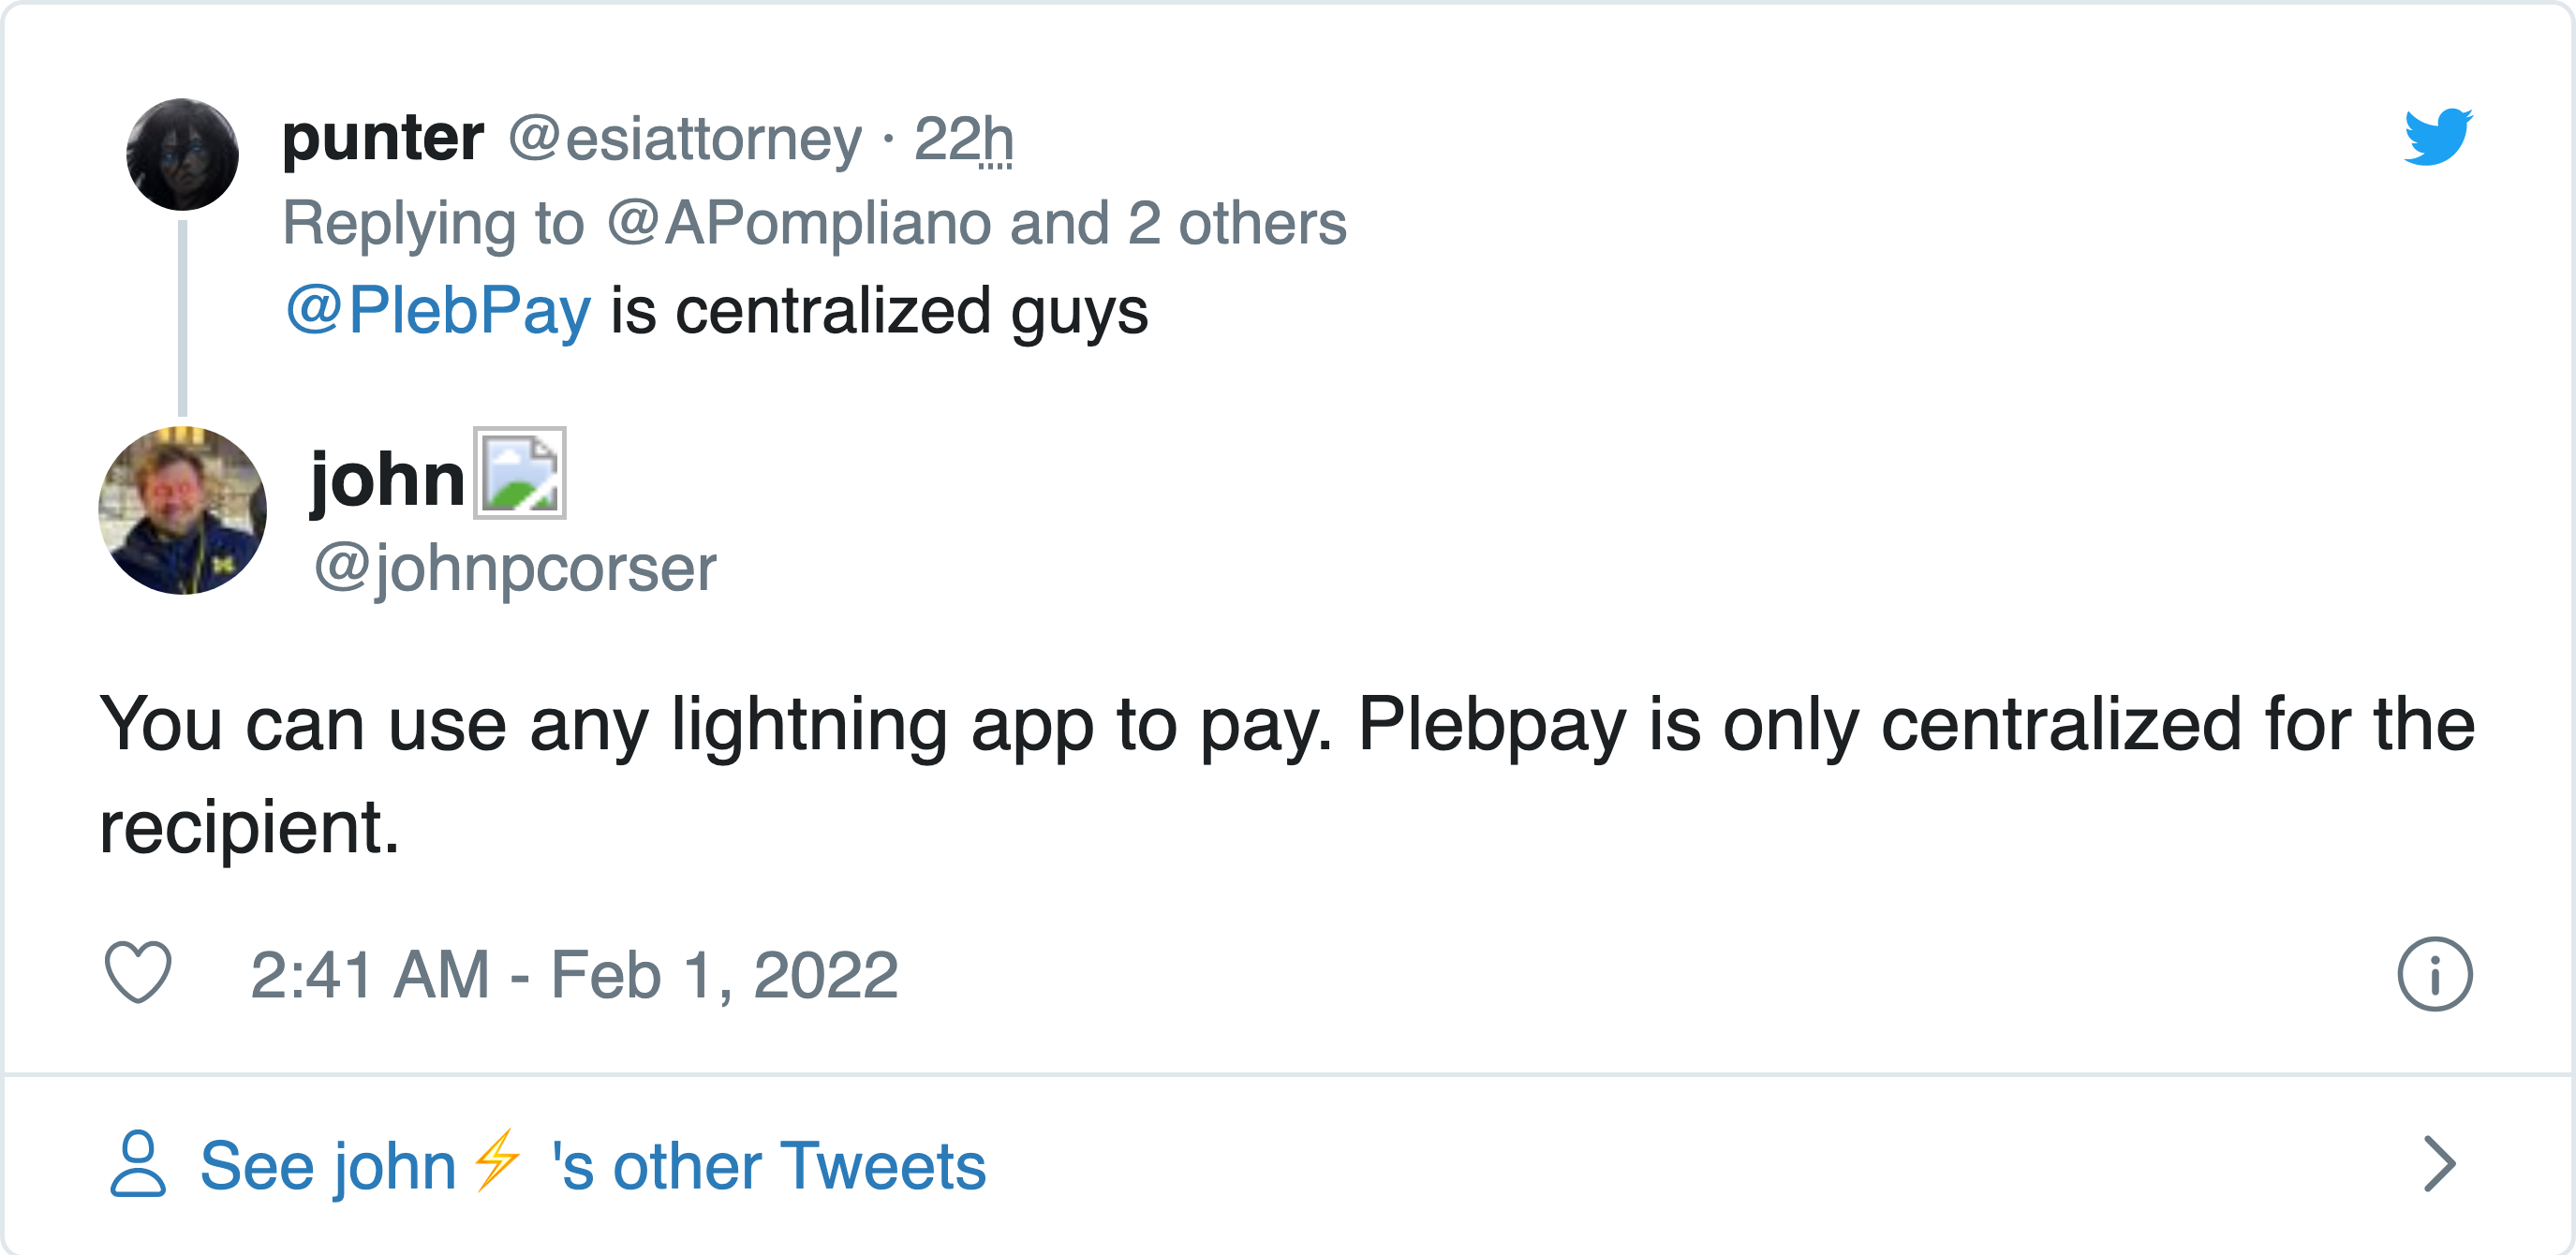 punter @esiattorney · 22h
Replying to @APompliano and 2 others
@PlebPay is centralized guys
john
@johnpcorser
You can use any lightning app to pay. Plebpay is only centralized for the
recipient.
2:41 AM - Feb 1, 2022
See john⚡ 's other Tweets